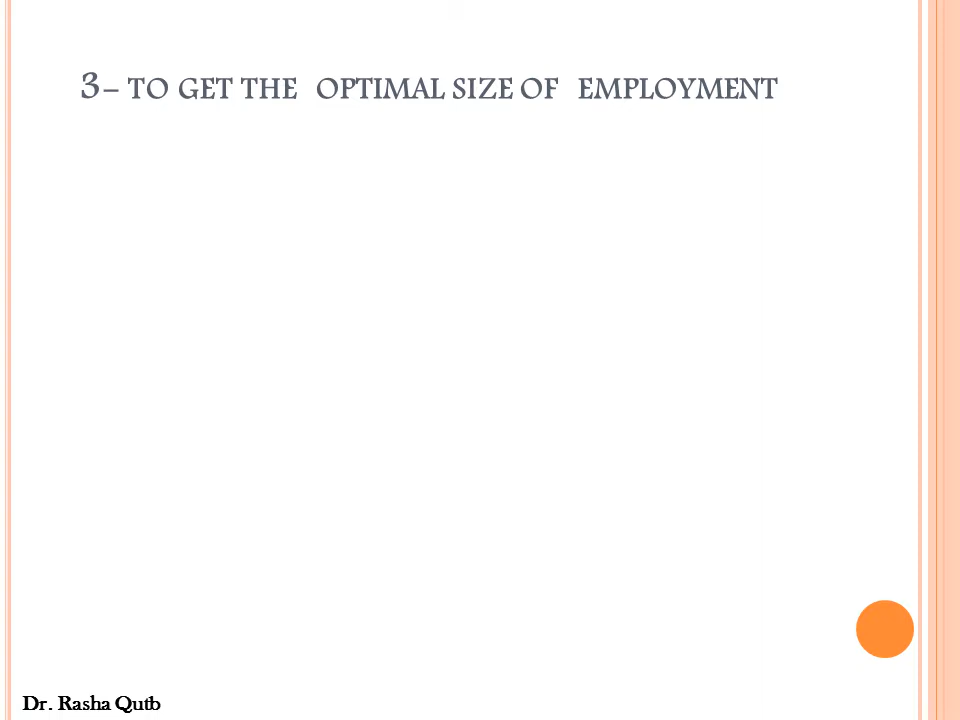 3- TO GET THE OPTIMAL SIZE OF EMPLOYMENT
Dr. Rasha Qutb